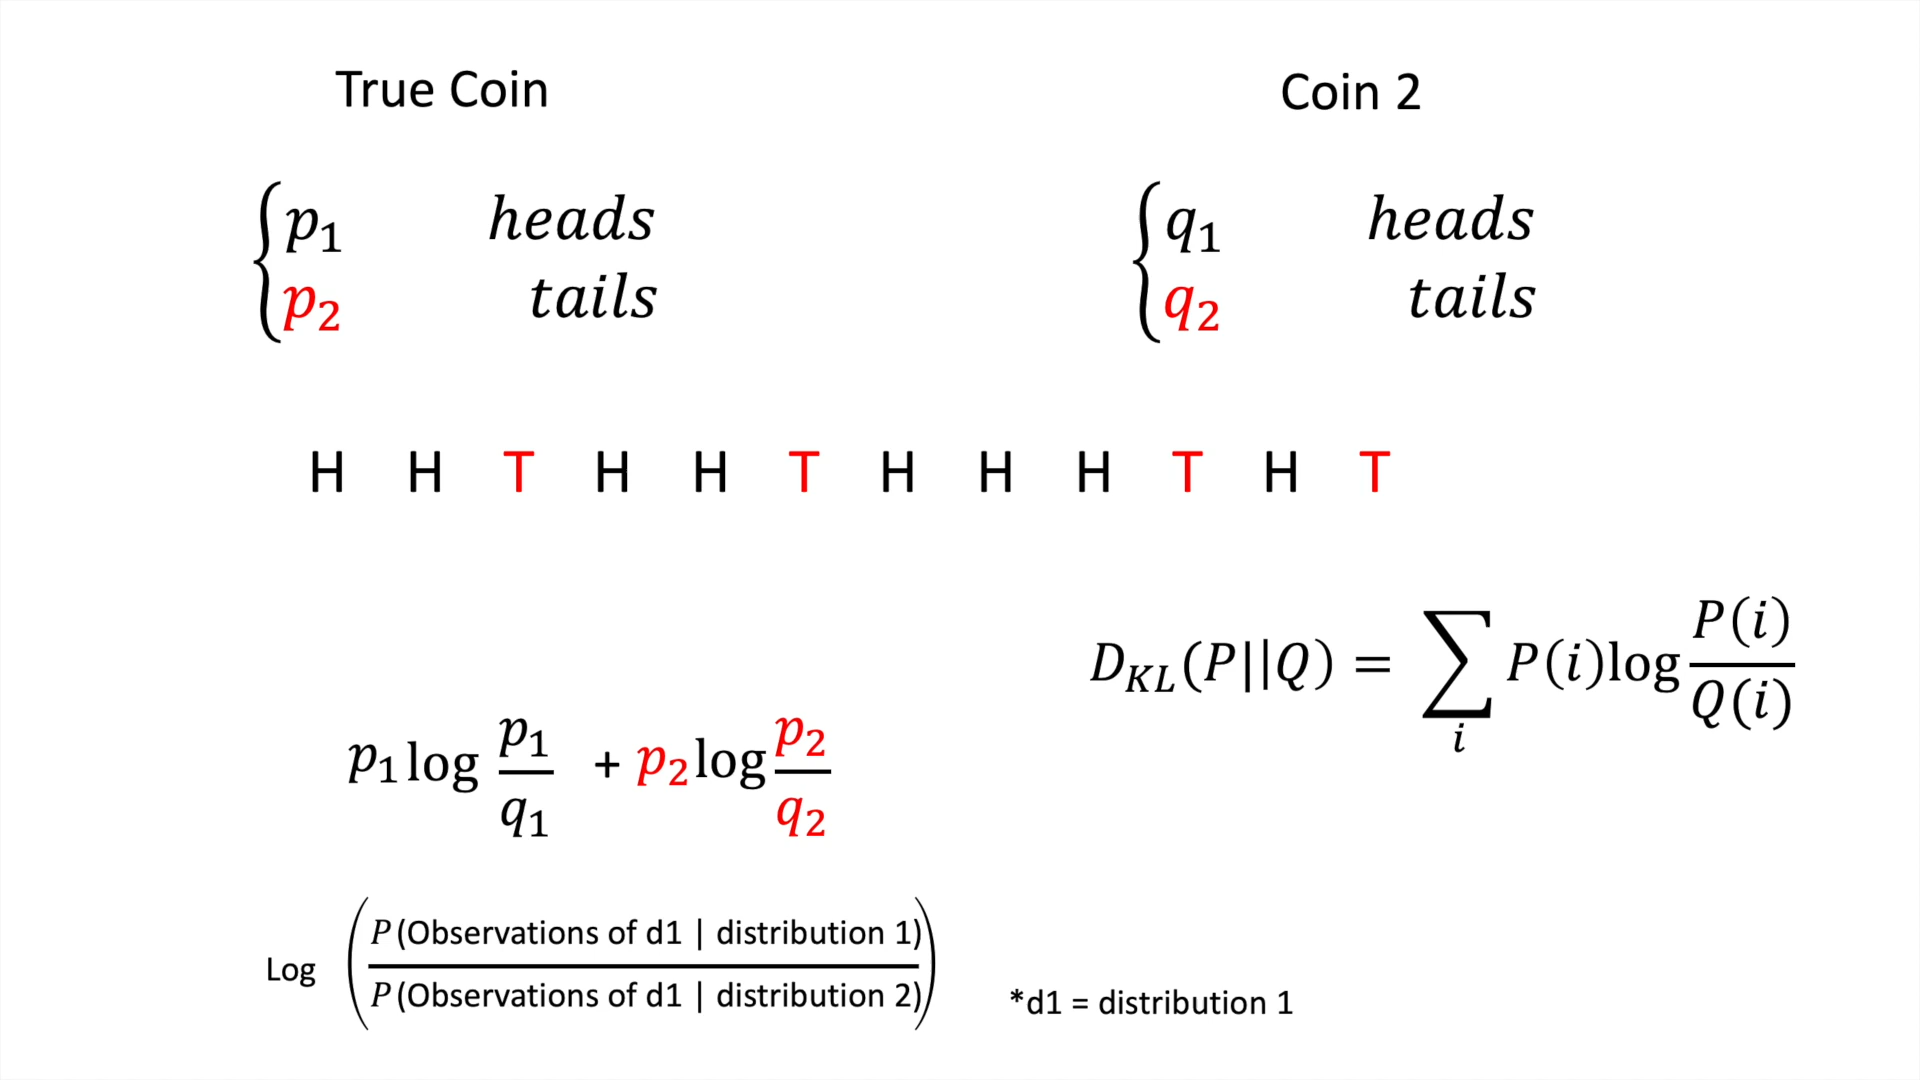 True Coin
Coin 2
p₁ heads
p₂ tails
q₁ heads
q₂ tails
H H T H H T H H H T H T
D_KL(P||Q) = ∑_i P(i)log P(i)/Q(i)
p₁log p₁/q₁ + p₂log p₂/q₂
Log (P(Observations of d1 | distribution 1) / P(Observations of d1 | distribution 2))
*d1 = distribution 1